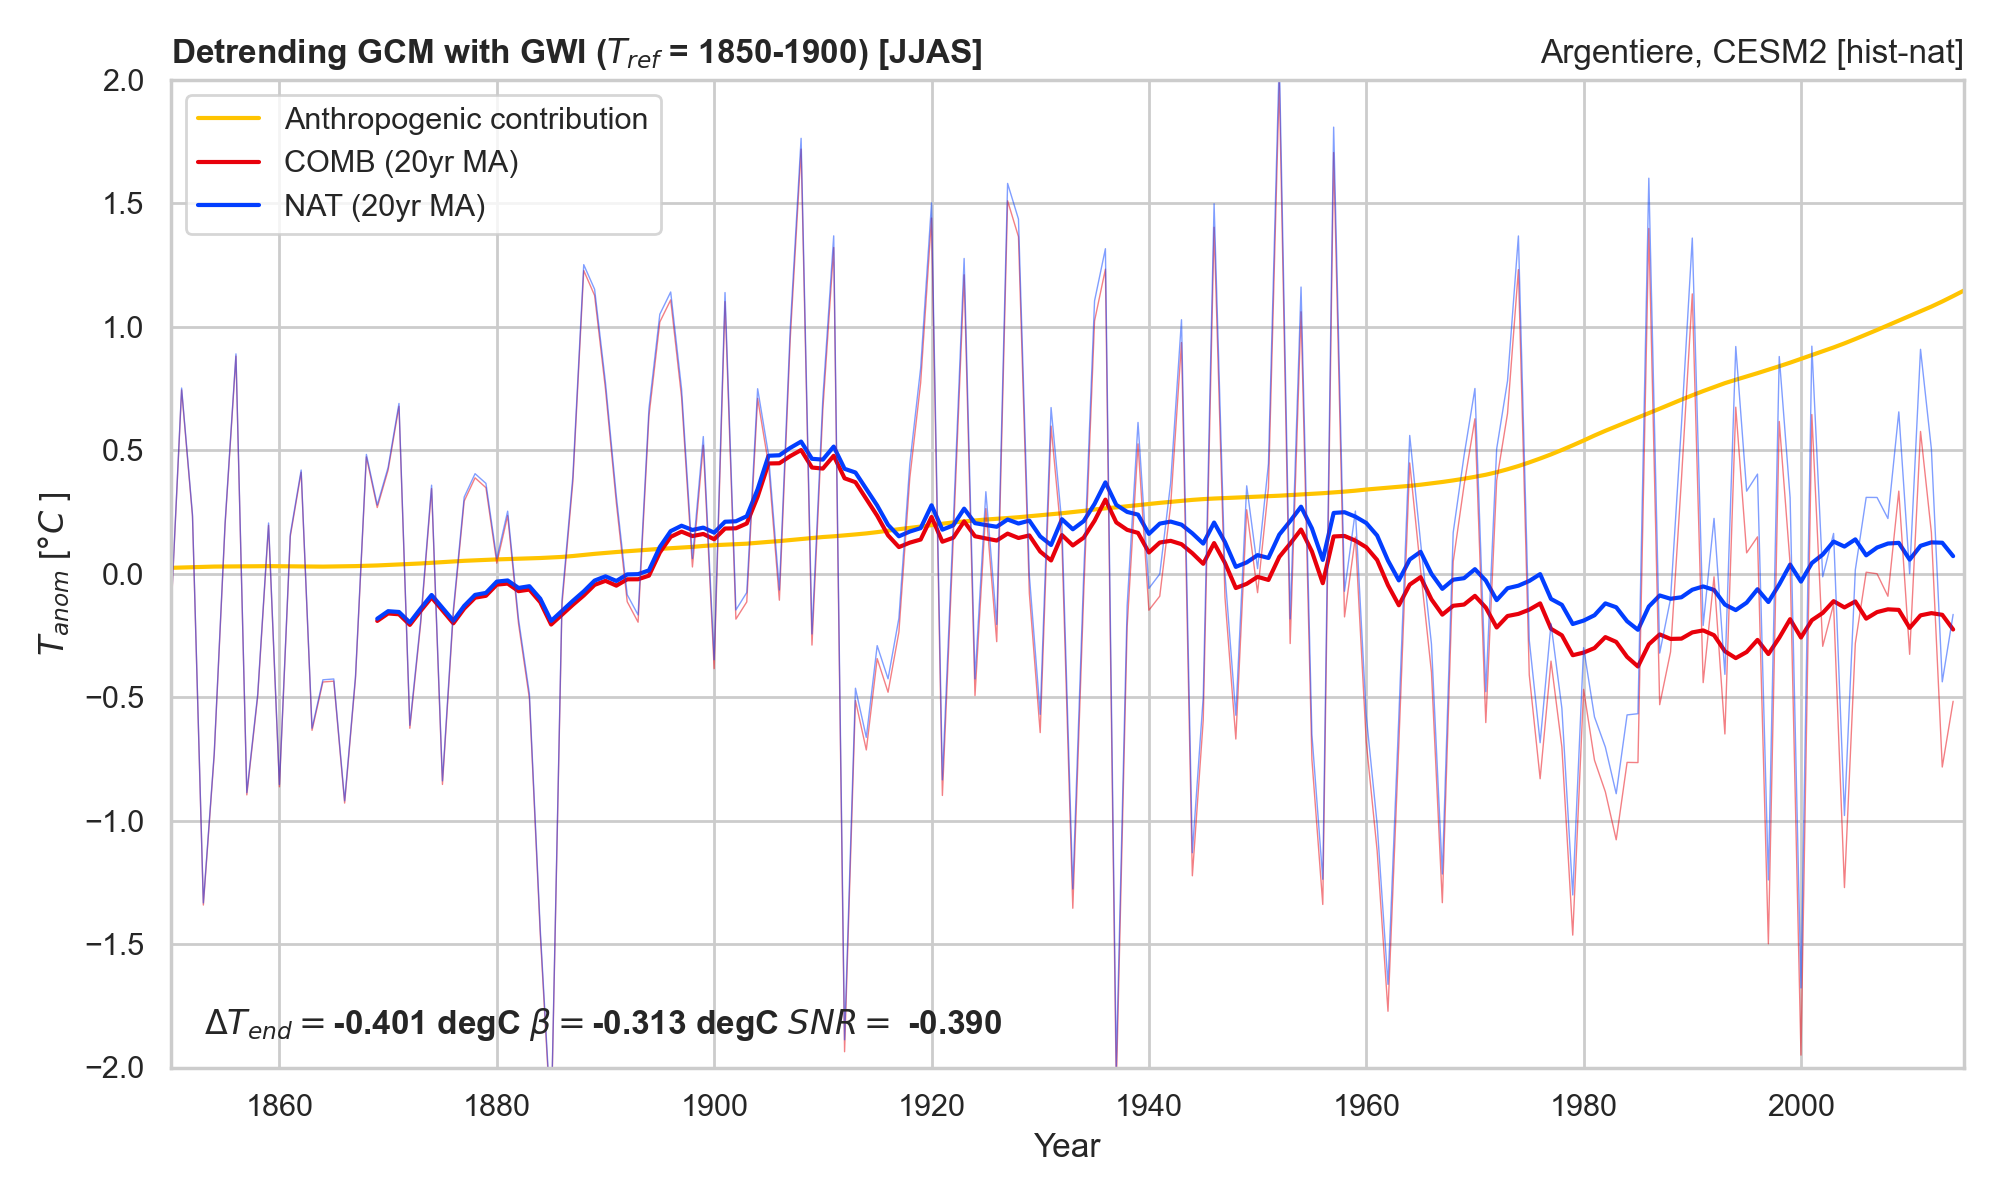 Detrending GCM with GWI (T_ref = 1850-1900) [JJAS]
Argentiere, CESM2 [hist-nat]
Anthropogenic contribution
COMB (20yr MA)
NAT (20yr MA)
2.0
1.5
1.0
0.5
0.0
−0.5
−1.0
−1.5
−2.0
T_anom [°C]
ΔT_end = -0.401 degC β = -0.313 degC SNR = -0.390
1860 1880 1900 1920 1940 1960 1980 2000
Year